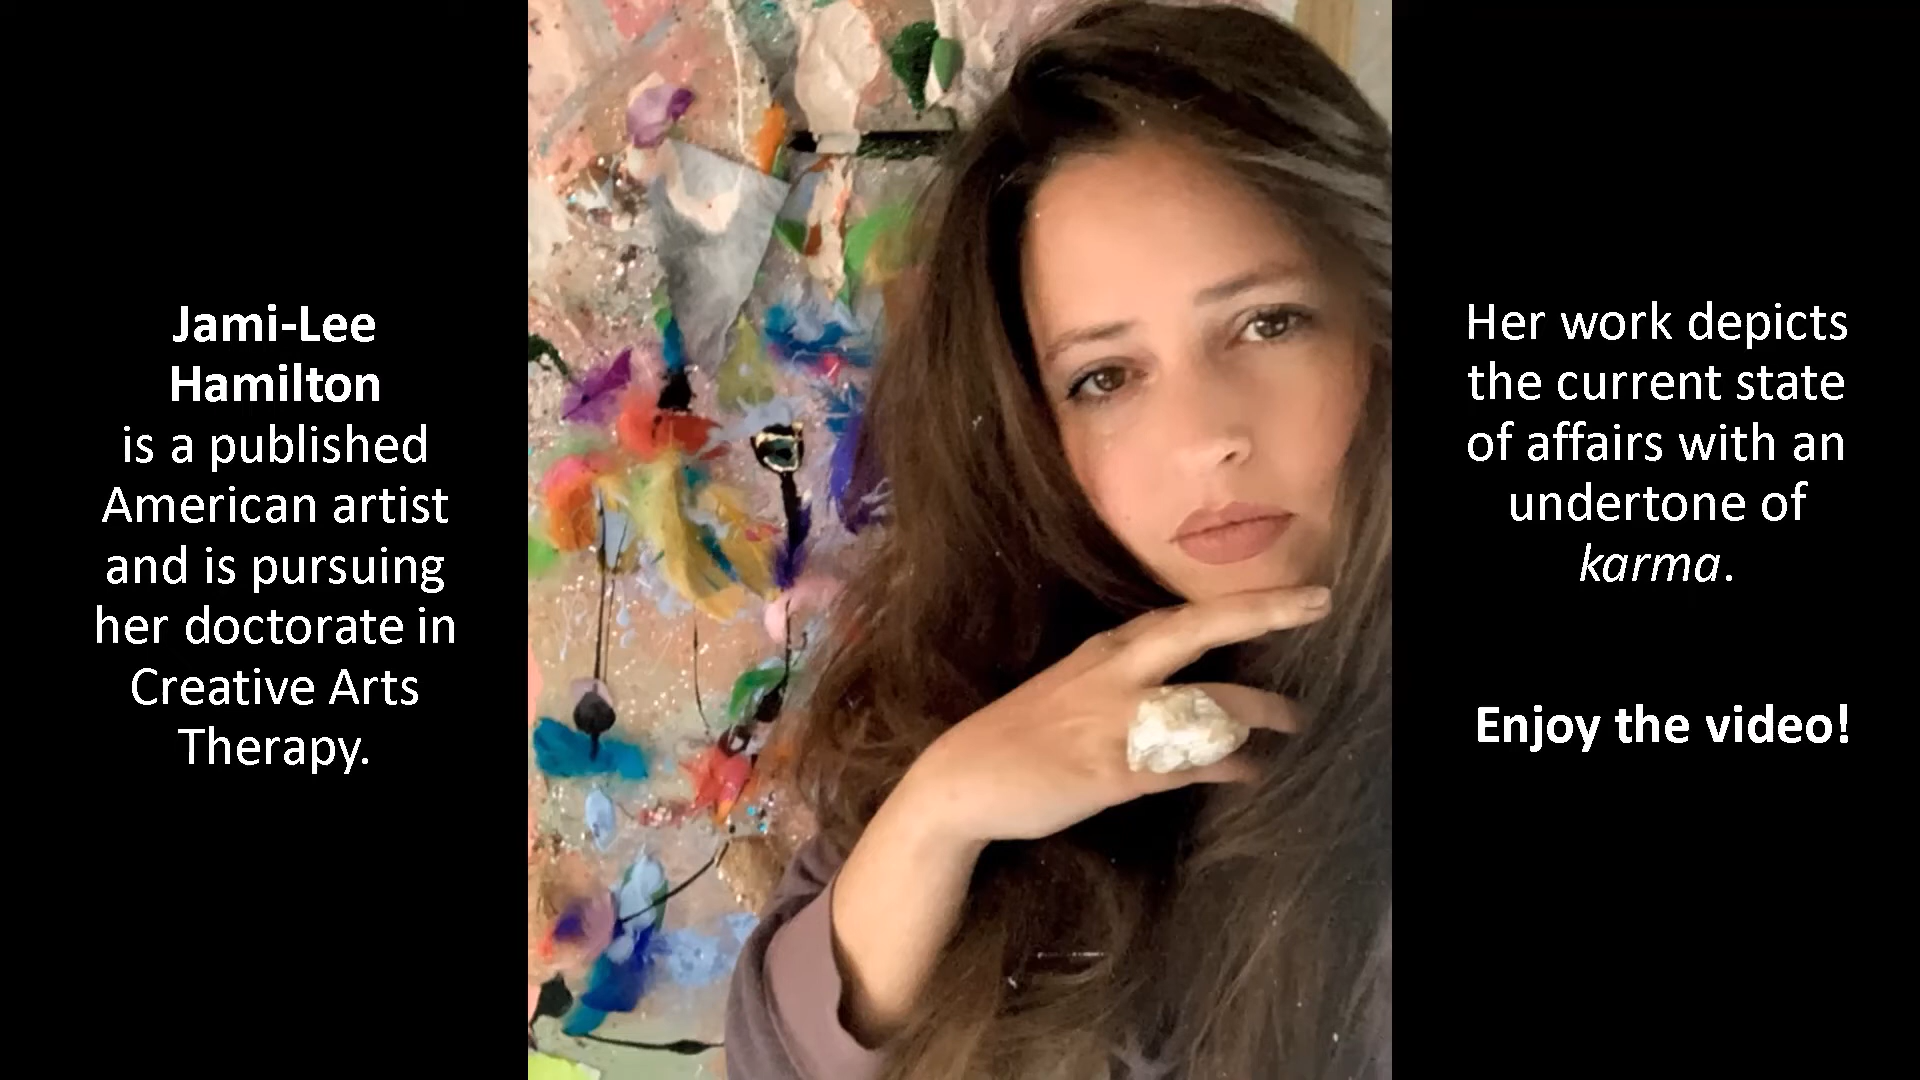 Jami-Lee
Hamilton
is a published
American artist
and is pursuing
her doctorate in
Creative Arts
Therapy.
Her work depicts
the current state
of affairs with an
undertone of
karma.
Enjoy the video!